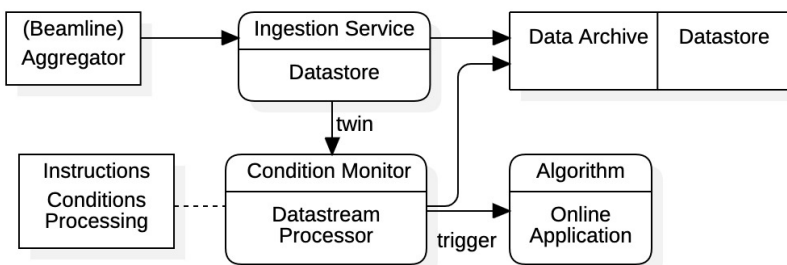 (Beamline)
Aggregator
Ingestion Service
Datastore
Data Archive
Datastore
twin
Instructions
Conditions
Processing
Condition Monitor
Datastream
Processor
trigger
Algorithm
Online
Application